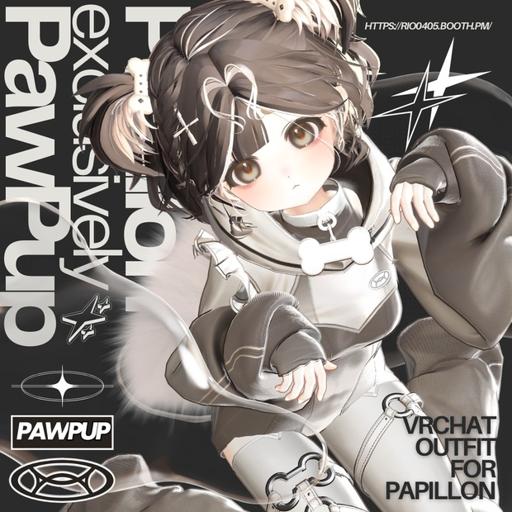 HTTPS://RIO0405.BOOTH.PM/
exclusively
PawPup
PAWPUP
VRCHAT
OUTFIT
FOR
PAPILLON